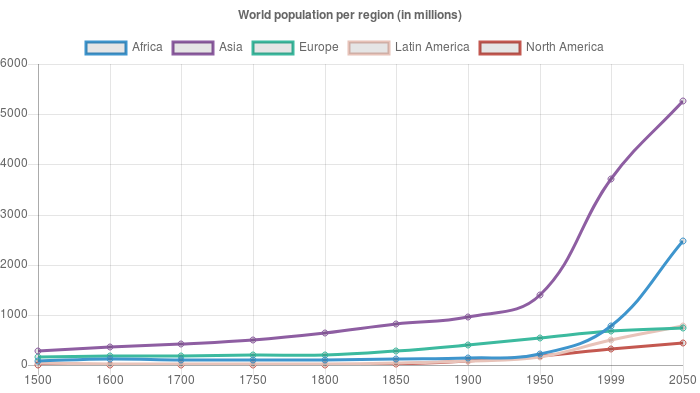 World population per region (in millions)
Africa Asia Europe Latin America North America
6000
5000
4000
3000
2000
1000
0
1500 1600 1700 1750 1800 1850 1900 1950 1999 2050